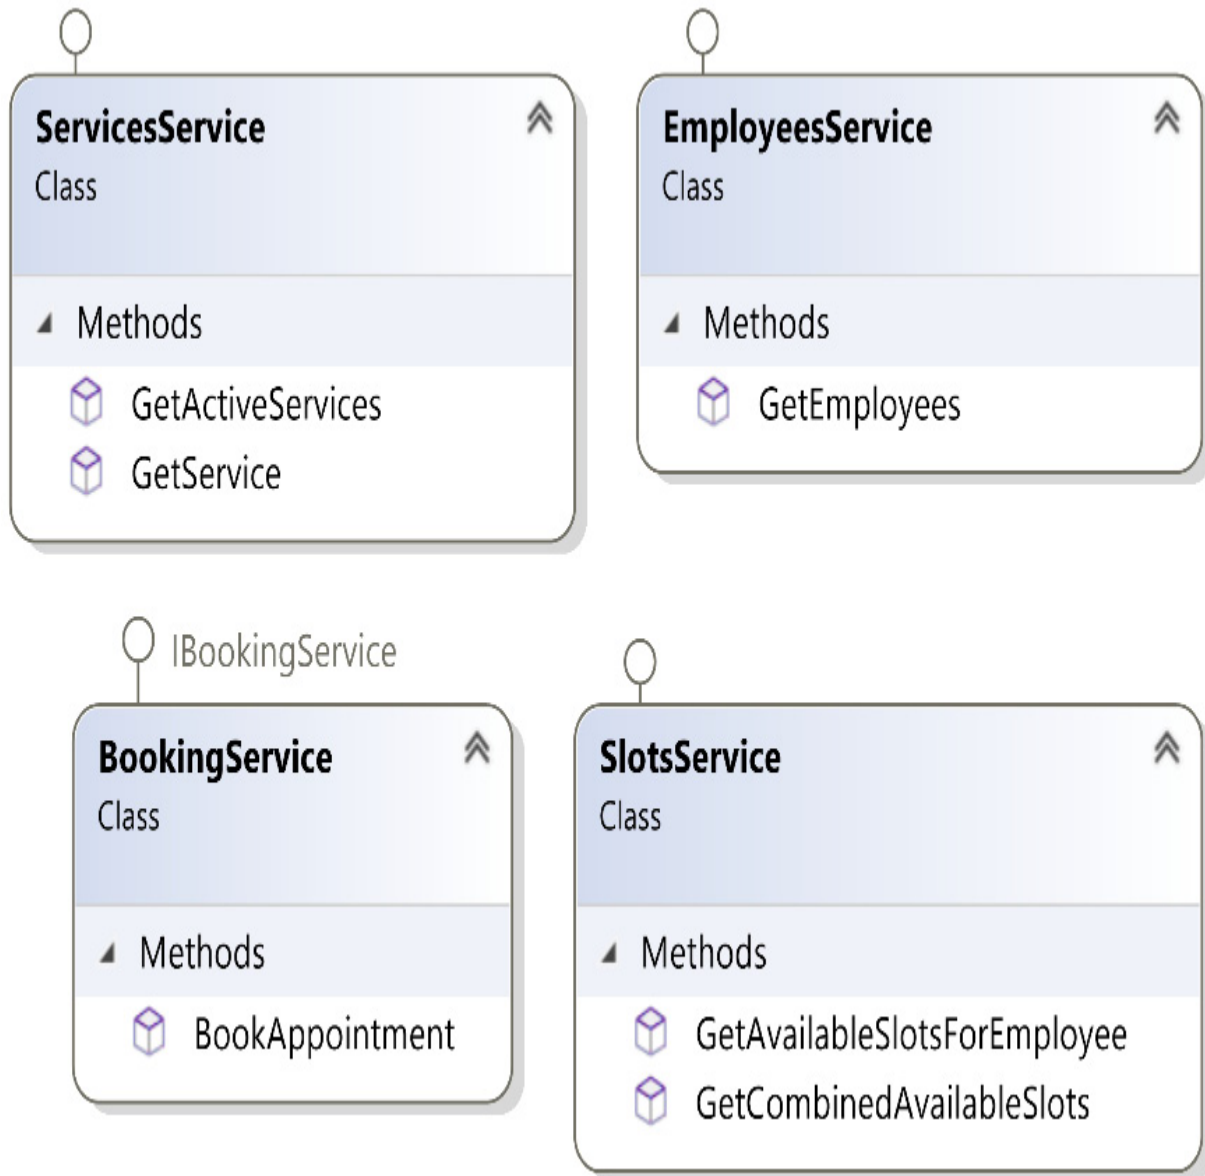 ServicesService
Class
Methods
GetActiveServices
GetService
EmployeesService
Class
Methods
GetEmployees
IBookingService
BookingService
Class
Methods
BookAppointment
SlotsService
Class
Methods
GetAvailableSlotsForEmployee
GetCombinedAvailableSlots